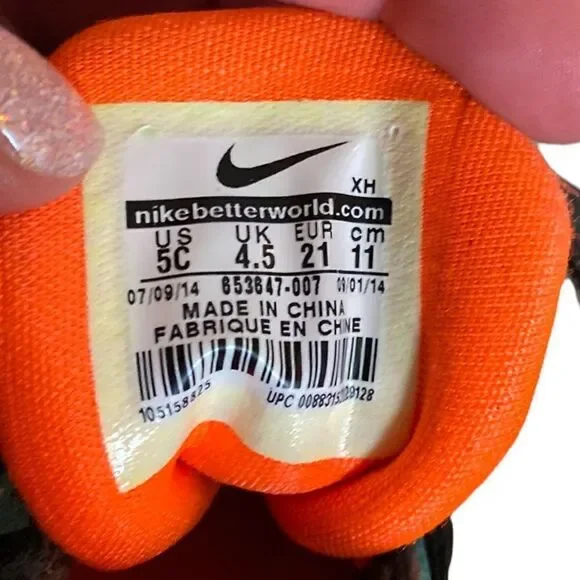 XH
nikebetterworld.com
US UK EUR cm
5C 4.5 21 11
07/09/14 653647-007 09/01/14
MADE IN CHINA
FABRIQUE EN CHINE
105158825
UPC